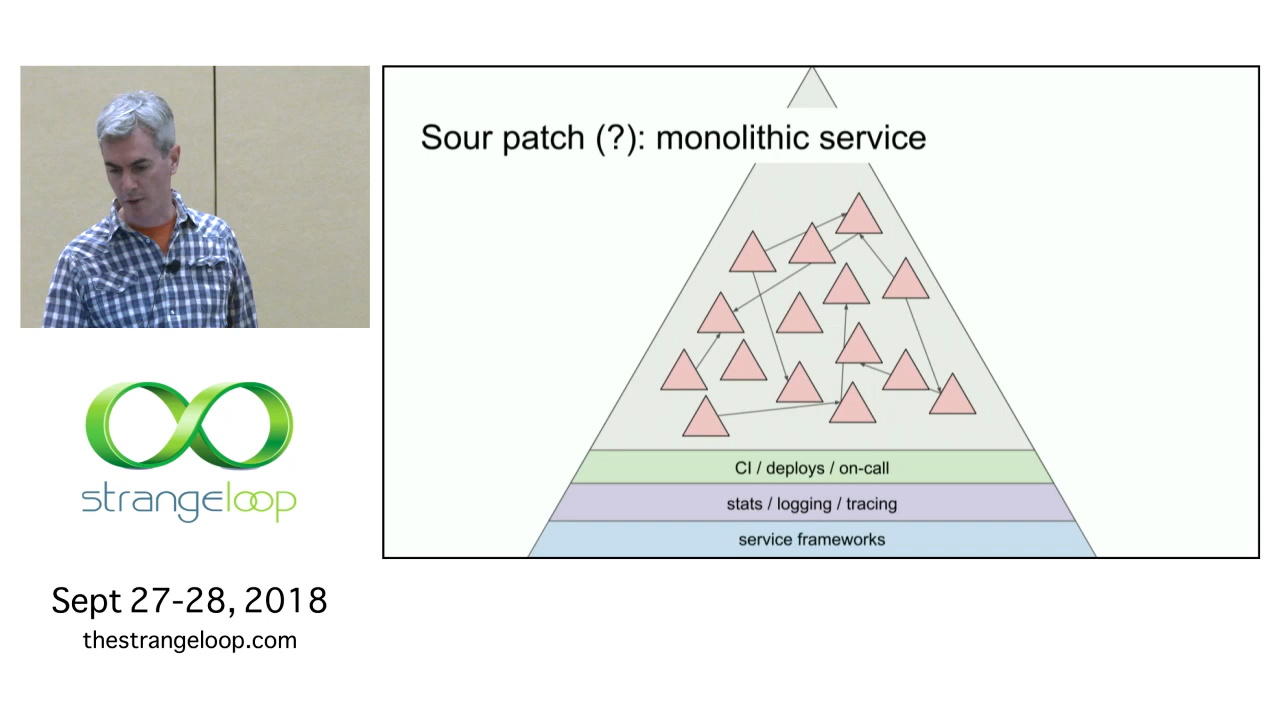 Sour patch (?): monolithic service
CI / deploys / on-call
stats / logging / tracing
service frameworks
strangeloop
Sept 27-28, 2018
thestrangeloop.com